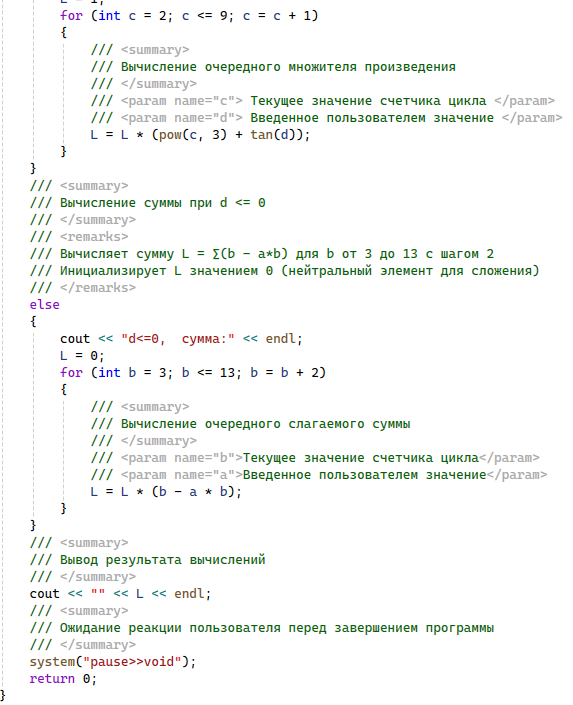 L = 1;
for (int c = 2; c <= 9; c = c + 1)
{
/// <summary>
/// Вычисление очередного множителя произведения
/// </summary>
/// <param name="c"> Текущее значение счетчика цикла </param>
/// <param name="d"> Введенное пользователем значение </param>
L = L * (pow(c, 3) + tan(d));
}
}
/// <summary>
/// Вычисление суммы при d <= 0
/// </summary>
/// <remarks>
/// Вычисляет сумму L = ∑(b - a*b) для b от 3 до 13 с шагом 2
/// Инициализирует L значением 0 (нейтральный элемент для сложения)
/// </remarks>
else
{
cout << "d<=0,  сумма:" << endl;
L = 0;
for (int b = 3; b <= 13; b = b + 2)
{
/// <summary>
/// Вычисление очередного слагаемого суммы
/// </summary>
/// <param name="b">Текущее значение счетчика цикла</param>
/// <param name="a">Введенное пользователем значение</param>
L = L * (b - a * b);
}
}
/// <summary>
/// Вывод результата вычислений
/// </summary>
cout << "" << L << endl;
/// <summary>
/// Ожидание реакции пользователя перед завершением программы
/// </summary>
system("pause>>void");
return 0;
}